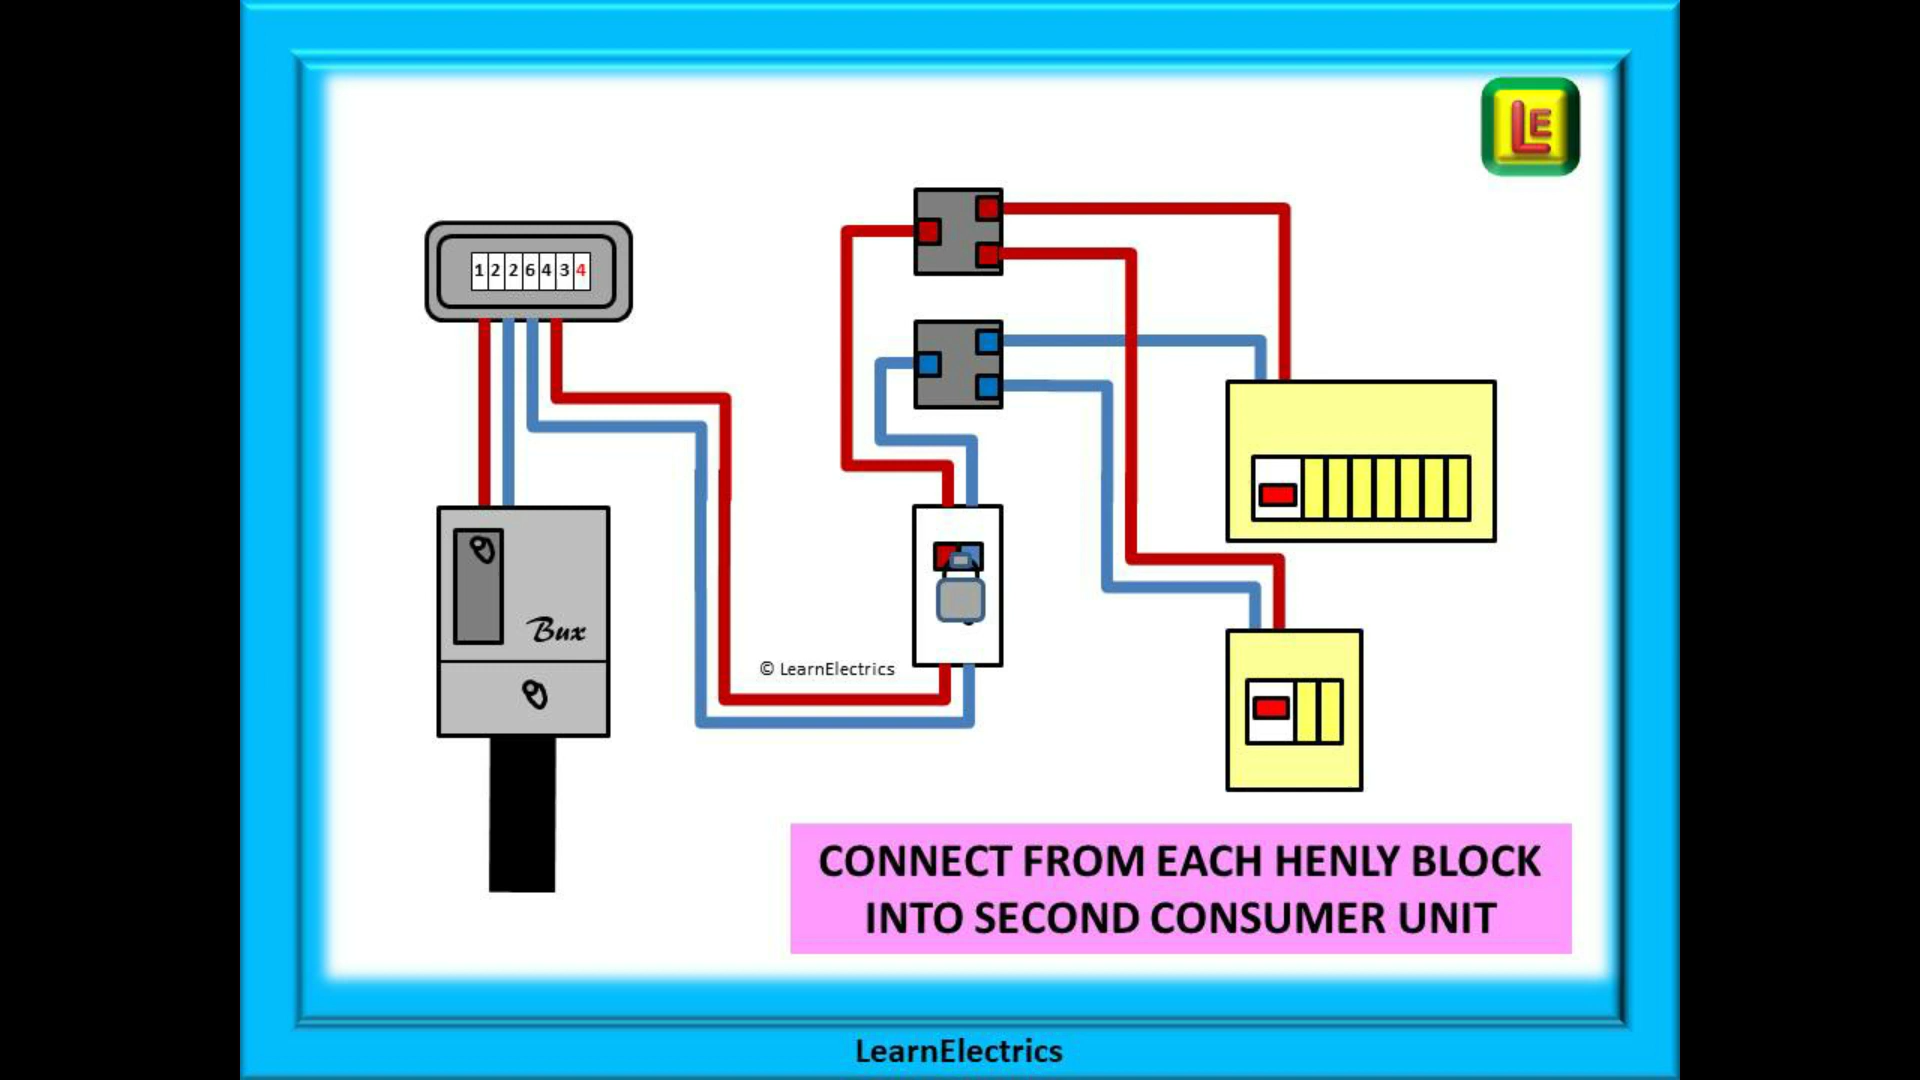 LE
1226434
Bux
© LearnElectrics
CONNECT FROM EACH HENLY BLOCK
INTO SECOND CONSUMER UNIT
LearnElectrics